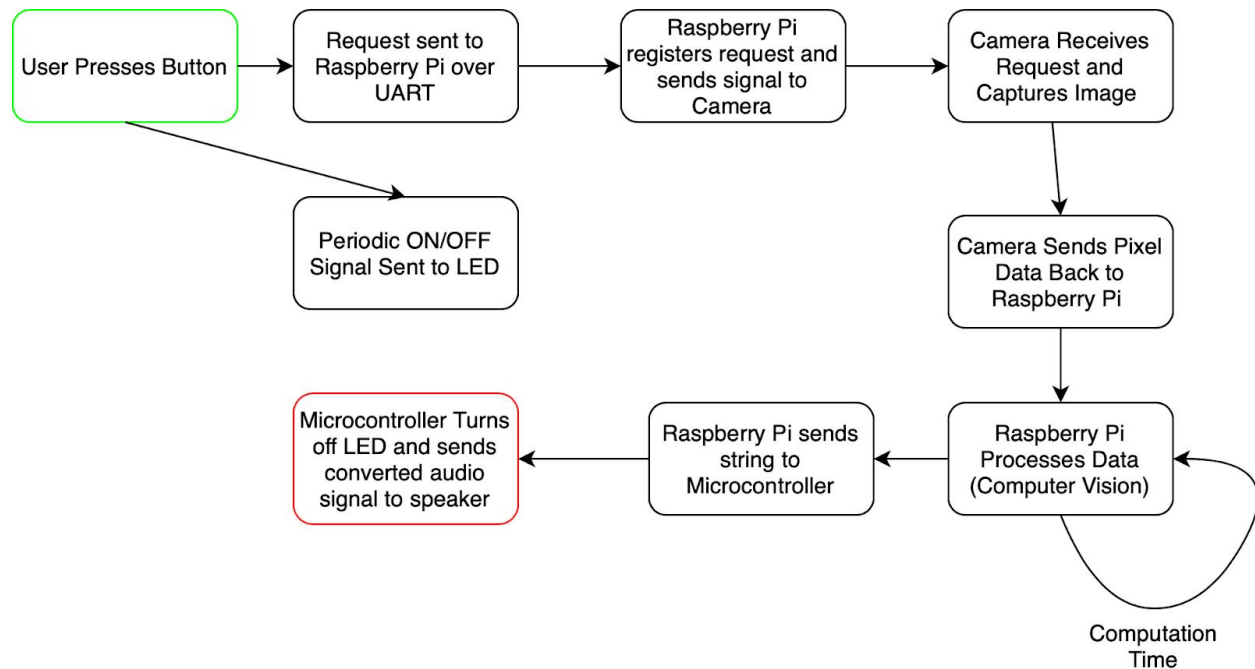 User Presses Button
Request sent to
Raspberry Pi over
UART
Raspberry Pi
registers request and
sends signal to
Camera
Camera Receives
Request and
Captures Image
Periodic ON/OFF
Signal Sent to LED
Camera Sends Pixel
Data Back to
Raspberry Pi
Microcontroller Turns
off LED and sends
converted audio
signal to speaker
Raspberry Pi sends
string to
Microcontroller
Raspberry Pi
Processes Data
(Computer Vision)
Computation
Time